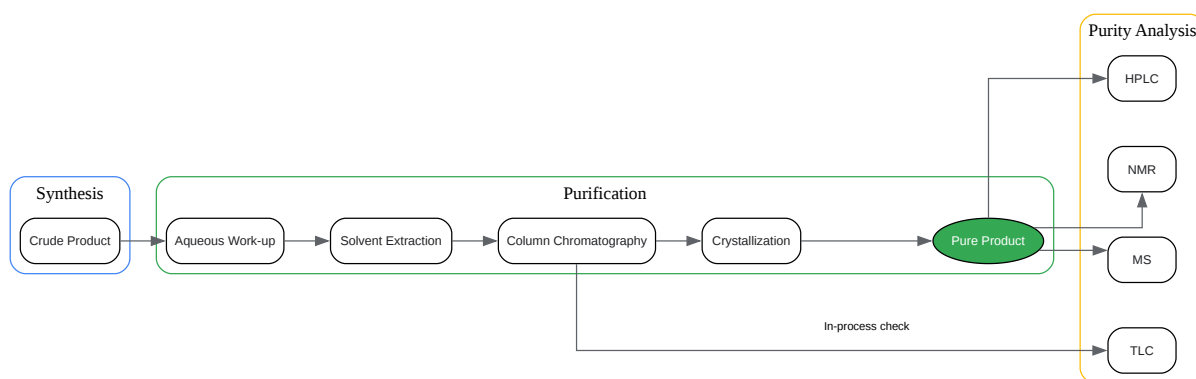 Synthesis
Crude Product
Purification
Aqueous Work-up
Solvent Extraction
Column Chromatography
Crystallization
Pure Product
In-process check
Purity Analysis
HPLC
NMR
MS
TLC